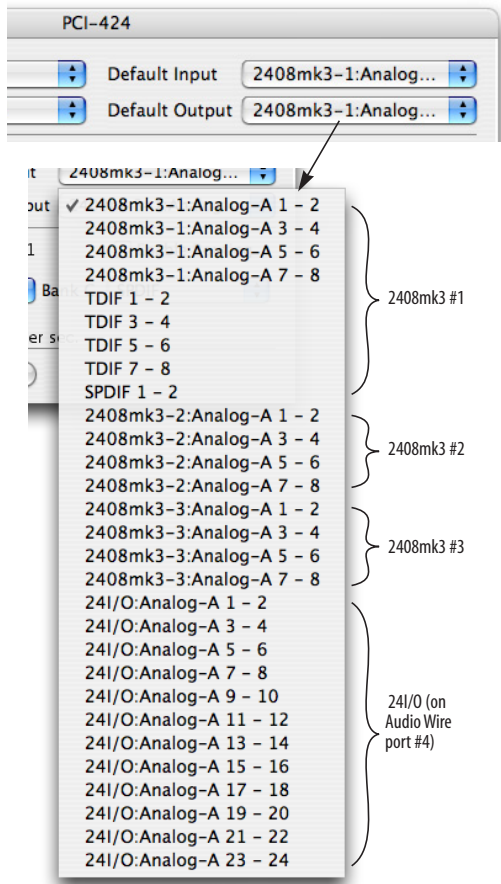 PCI-424
Default Input 2408mk3-1:Analog...
Default Output 2408mk3-1:Analog...
2408mk3-1:Analog...
✓ 2408mk3-1:Analog-A 1 - 2
2408mk3-1:Analog-A 3 - 4
2408mk3-1:Analog-A 5 - 6
2408mk3-1:Analog-A 7 - 8
TDIF 1 - 2
TDIF 3 - 4
TDIF 5 - 6
TDIF 7 - 8
SPDIF 1 - 2
2408mk3 #1
2408mk3-2:Analog-A 1 - 2
2408mk3-2:Analog-A 3 - 4
2408mk3-2:Analog-A 5 - 6
2408mk3-2:Analog-A 7 - 8
2408mk3 #2
2408mk3-3:Analog-A 1 - 2
2408mk3-3:Analog-A 3 - 4
2408mk3-3:Analog-A 5 - 6
2408mk3-3:Analog-A 7 - 8
2408mk3 #3
24I/O:Analog-A 1 - 2
24I/O:Analog-A 3 - 4
24I/O:Analog-A 5 - 6
24I/O:Analog-A 7 - 8
24I/O:Analog-A 9 - 10
24I/O:Analog-A 11 - 12
24I/O:Analog-A 13 - 14
24I/O:Analog-A 15 - 16
24I/O:Analog-A 17 - 18
24I/O:Analog-A 19 - 20
24I/O:Analog-A 21 - 22
24I/O:Analog-A 23 - 24
24I/O (on
Audio Wire
port #4)